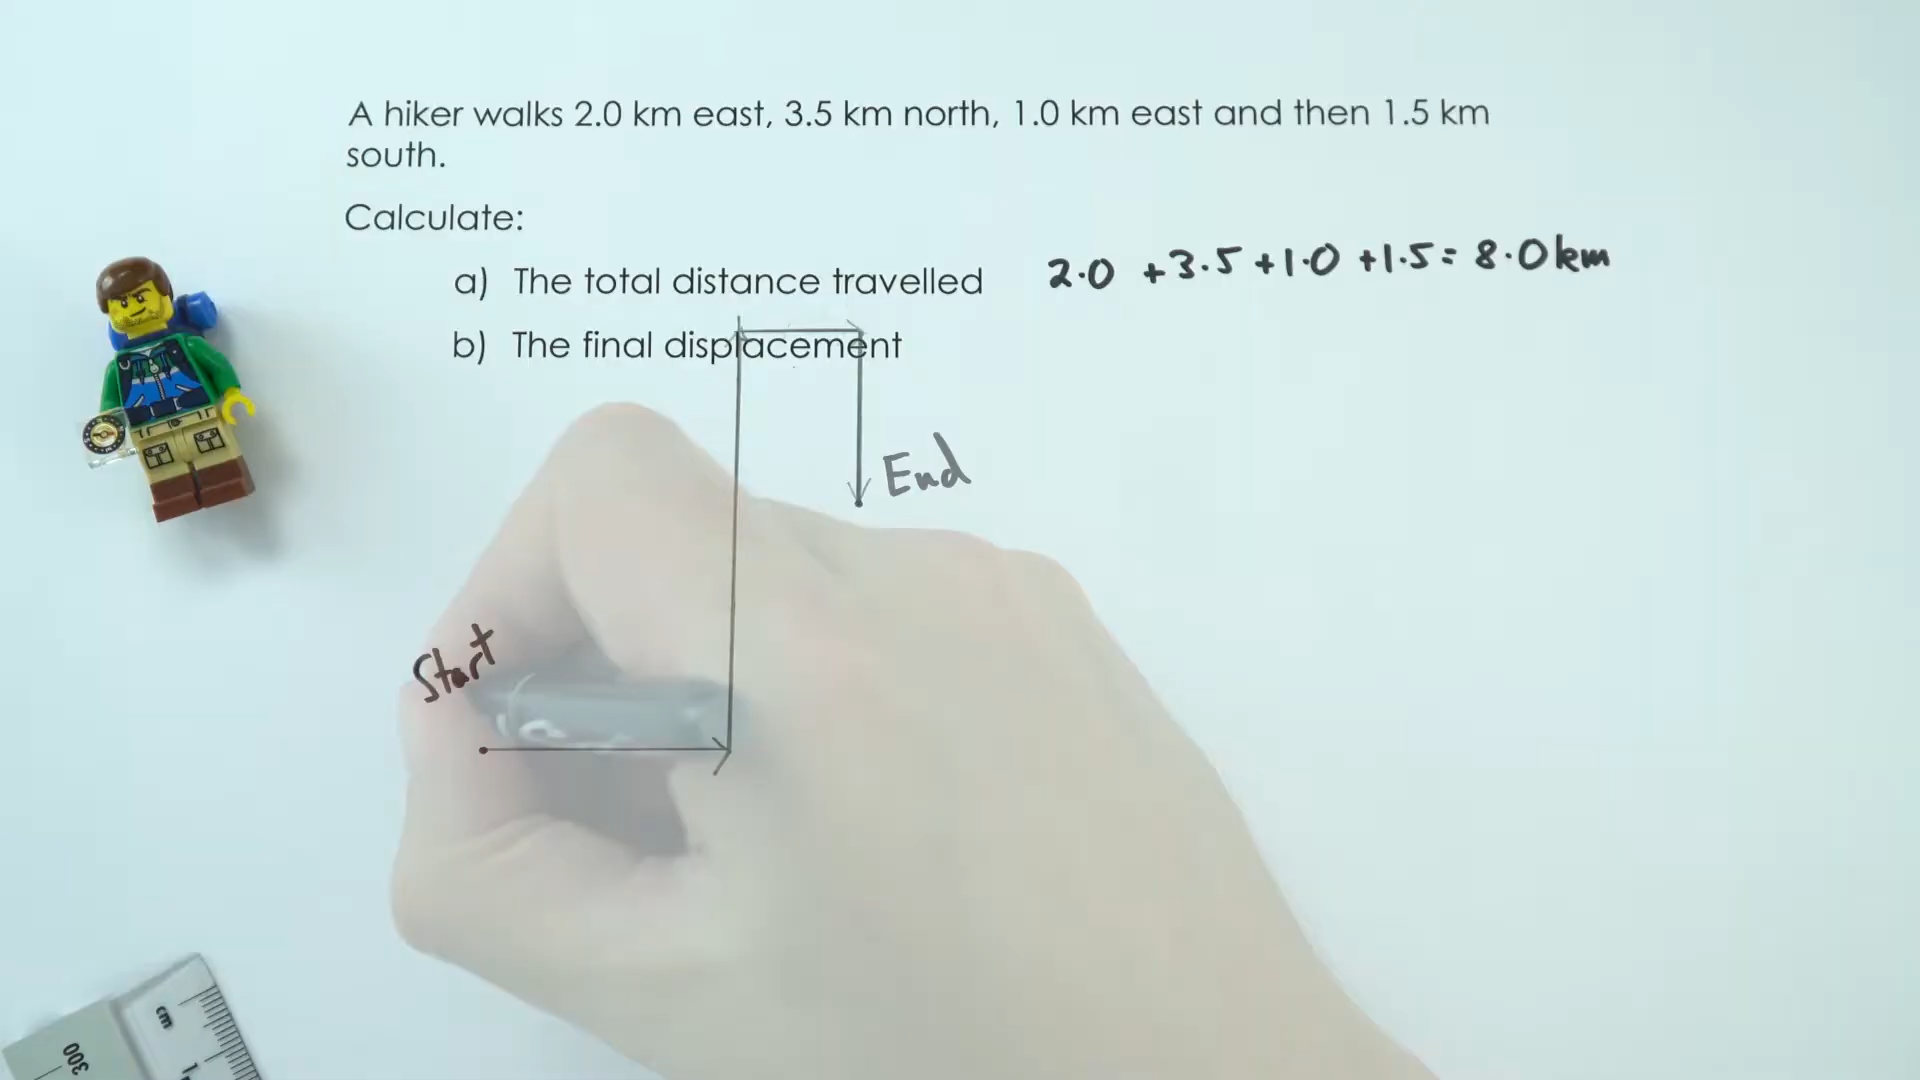 A hiker walks 2.0 km east, 3.5 km north, 1.0 km east and then 1.5 km
south.
Calculate:
a) The total distance travelled
2.0 +3.5 +1.0 +1.5 = 8.0 km
b) The final displacement
End
Start
cm
300
1